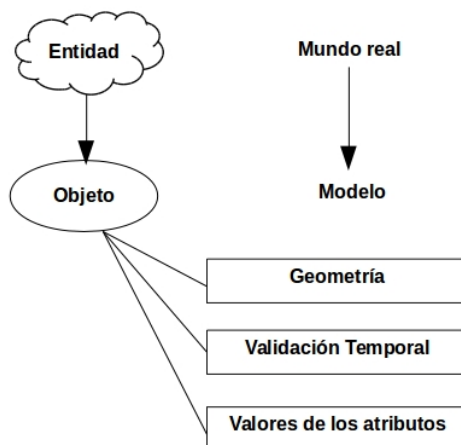 Entidad
Mundo real
Objeto
Modelo
Geometría
Validación Temporal
Valores de los atributos